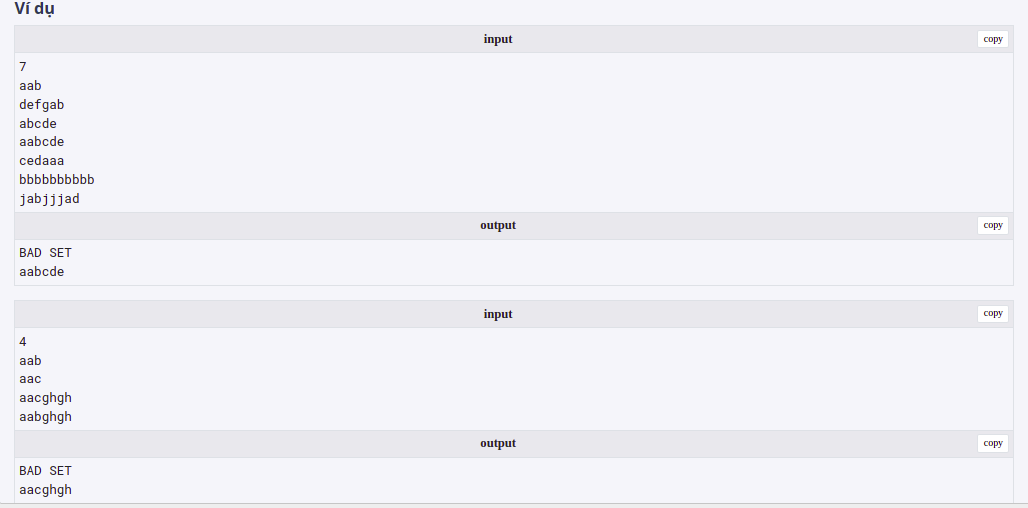 Ví dụ
input
copy
7
aab
defgab
abcde
aabcde
cedaaa
bbbbbbbbbb
jabjjjad
output
copy
BAD SET
aabcde
input
copy
4
aab
aac
aacghgh
aabghgh
output
copy
BAD SET
aacghgh